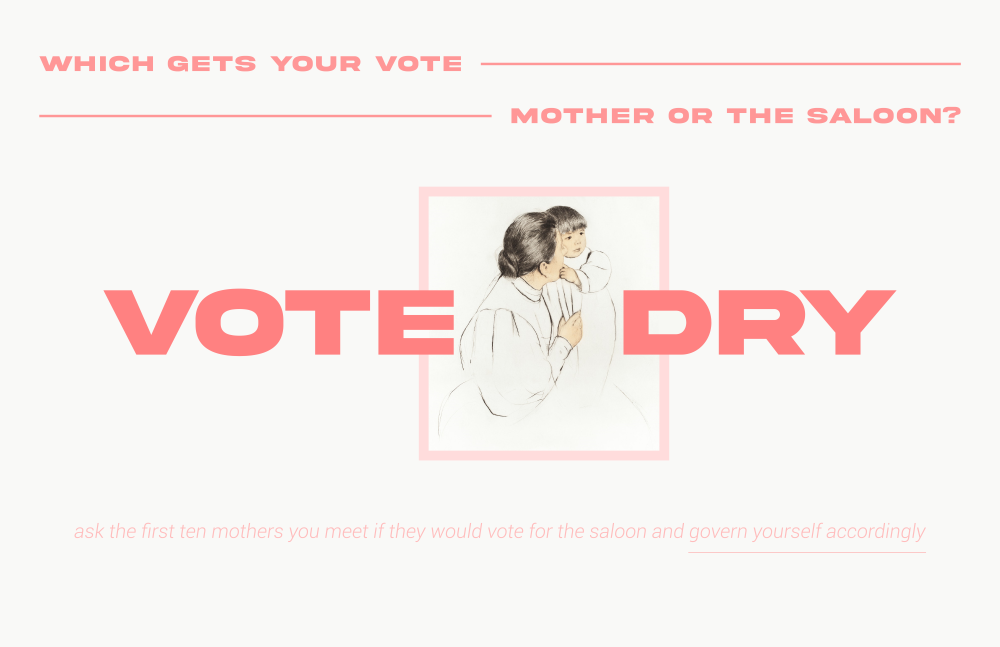 WHICH GETS YOUR VOTE
MOTHER OR THE SALOON?
VOTE DRY
ask the first ten mothers you meet if they would vote for the saloon and govern yourself accordingly